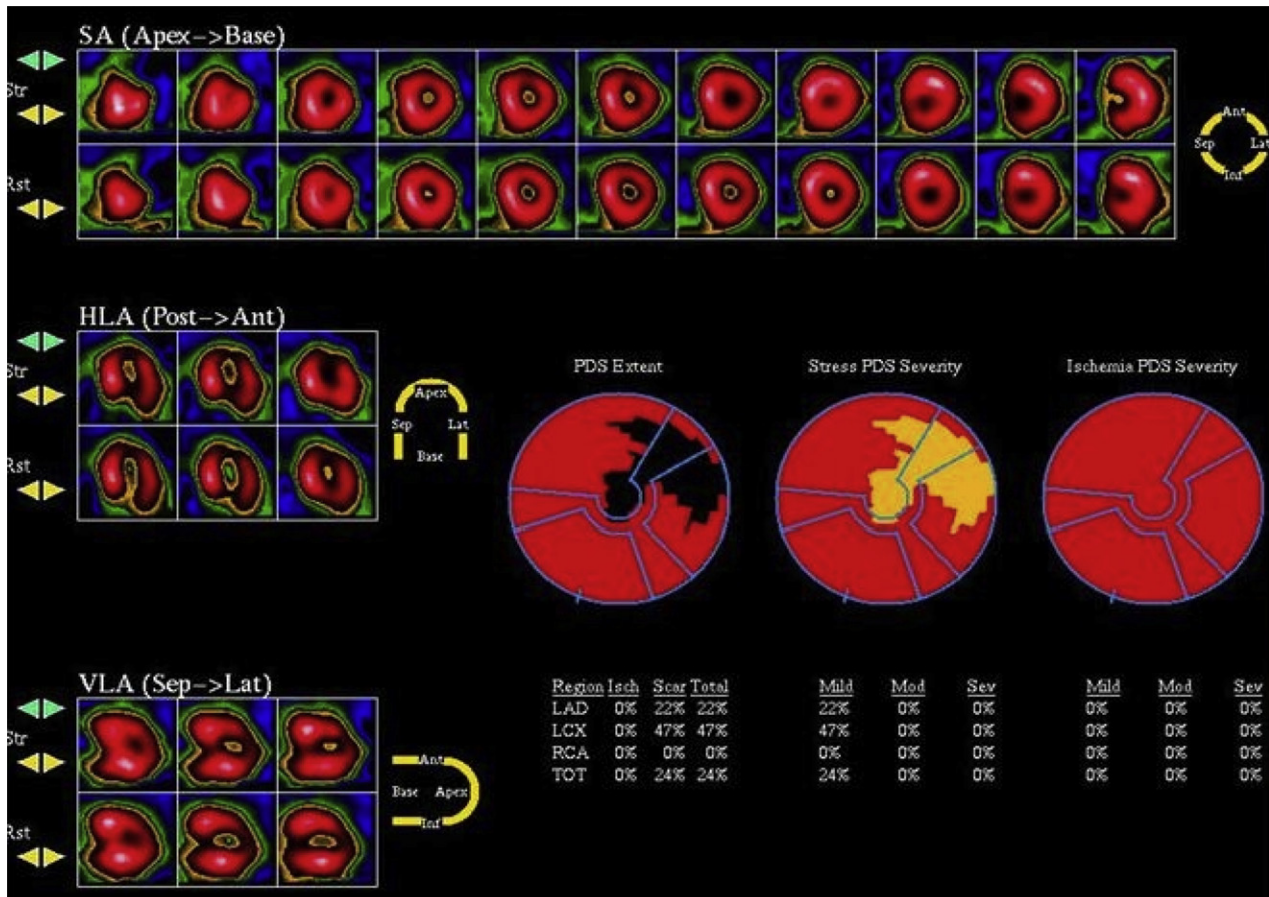 SA (Apex->Base)
Str
Rst
Ant
Sep Lat
Inf
HLA (Post->Ant)
Str
Rst
Apex
Sep Lat
Base
PDS Extent Stress PDS Severity Ischemia PDS Severity
VLA (Sep->Lat)
Str
Rst
Ant
Base Apex
Inf
Region Isch Scar Total Mild Mod Sev Mild Mod Sev
LAD 0% 22% 22% 22% 0% 0% 0% 0% 0%
LCX 0% 47% 47% 47% 0% 0% 0% 0% 0%
RCA 0% 0% 0% 0% 0% 0% 0% 0% 0%
TOT 0% 24% 24% 24% 0% 0% 0% 0% 0%